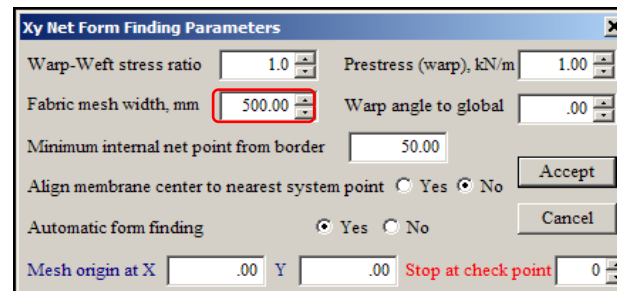 Xy Net Form Finding Parameters
Warp-Weft stress ratio 1.0 Prestress (warp), kN/m 1.00
Fabric mesh width, mm 500.00 Warp angle to global .00
Minimum internal net point from border 50.00
Align membrane center to nearest system point Yes No Accept
Automatic form finding Yes No Cancel
Mesh origin at X .00 Y .00 Stop at check point 0